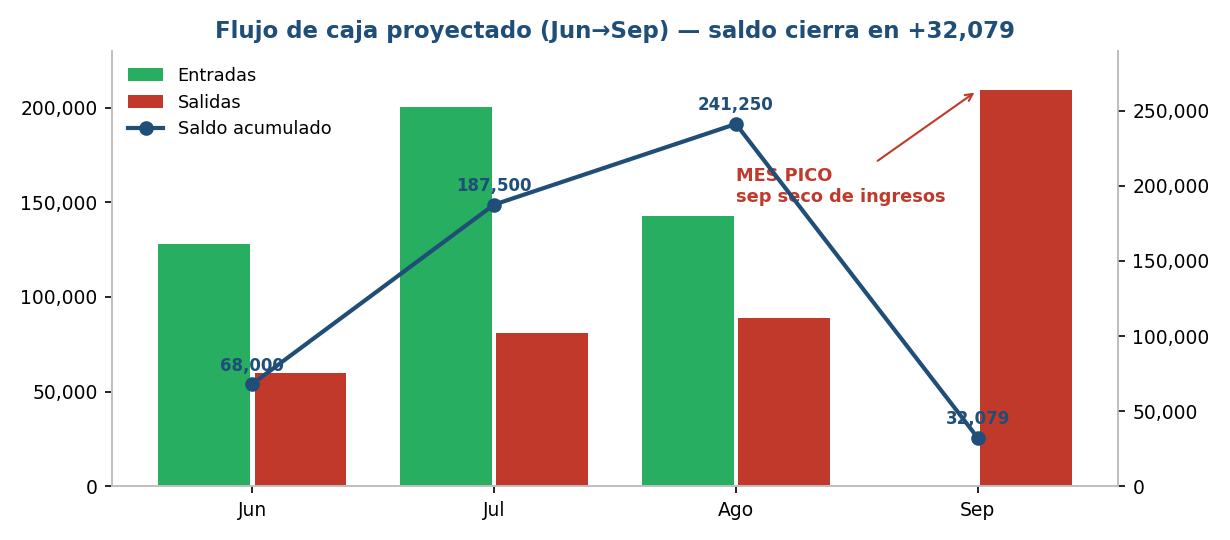 Flujo de caja proyectado (Jun→Sep) — saldo cierra en +32,079
Entradas
Salidas
Saldo acumulado
200,000
150,000
100,000
50,000
0
250,000
200,000
150,000
100,000
50,000
0
68,000
187,500
241,250
32,079
MES PICO
sep seco de ingresos
Jun
Jul
Ago
Sep